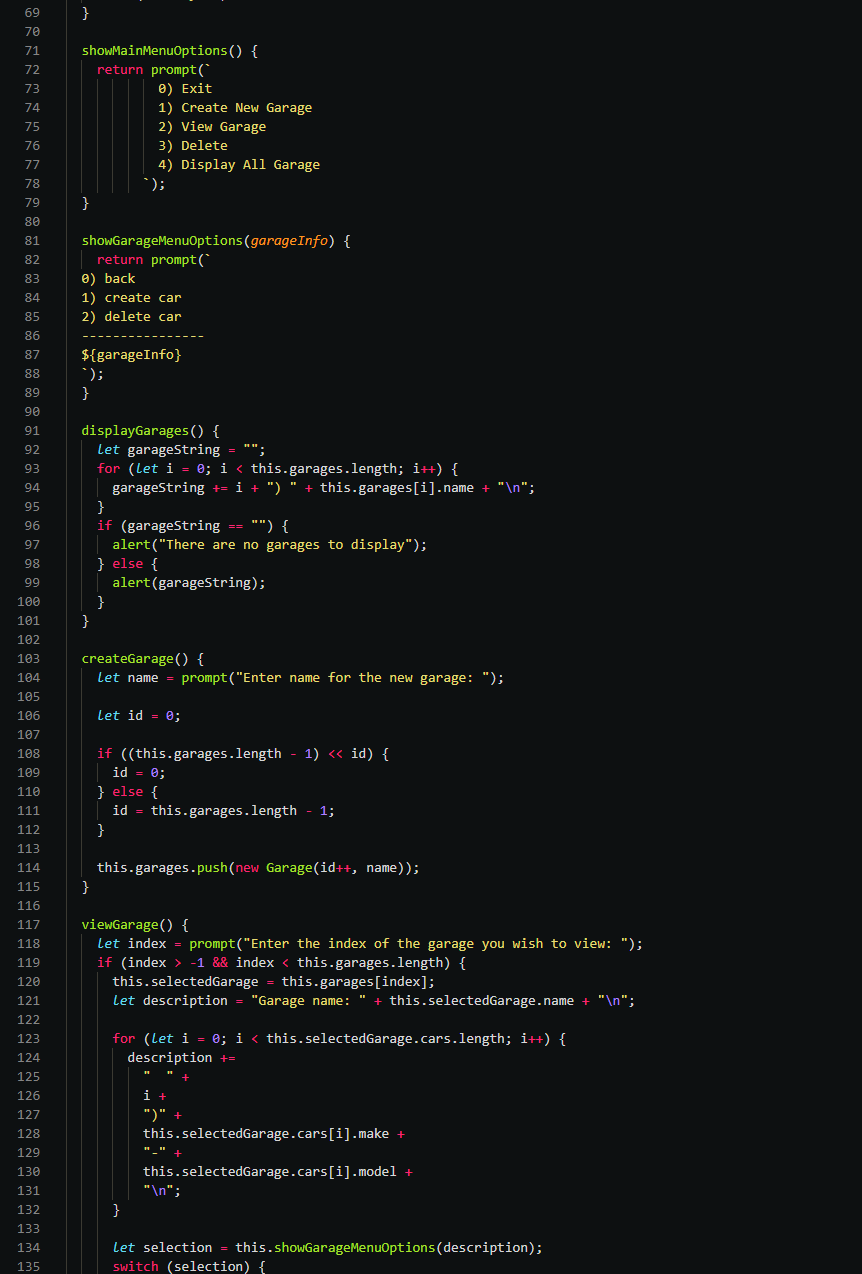 69 }
70
71 showMainMenuOptions() {
72 return prompt(`
73 0) Exit
74 1) Create New Garage
75 2) View Garage
76 3) Delete
77 4) Display All Garage
78 `);
79 }
80
81 showGarageMenuOptions(garageInfo) {
82 return prompt(`
83 0) back
84 1) create car
85 2) delete car
86 ----------------
87 ${garageInfo}
88 `);
89 }
90
91 displayGarages() {
92 let garageString = "";
93 for (let i = 0; i < this.garages.length; i++) {
94 garageString += i + ") " + this.garages[i].name + "\n";
95 }
96 if (garageString == "") {
97 alert("There are no garages to display");
98 } else {
99 alert(garageString);
100 }
101 }
102
103 createGarage() {
104 let name = prompt("Enter name for the new garage: ");
105
106 let id = 0;
107
108 if ((this.garages.length - 1) << id) {
109 id = 0;
110 } else {
111 id = this.garages.length - 1;
112 }
113
114 this.garages.push(new Garage(id++, name));
115 }
116
117 viewGarage() {
118 let index = prompt("Enter the index of the garage you wish to view: ");
119 if (index > -1 && index < this.garages.length) {
120 this.selectedGarage = this.garages[index];
121 let description = "Garage name: " + this.selectedGarage.name + "\n";
122
123 for (let i = 0; i < this.selectedGarage.cars.length; i++) {
124 description +=
125 "  " +
126 i +
127 ")" +
128 this.selectedGarage.cars[i].make +
129 "-" +
130 this.selectedGarage.cars[i].model +
131 "\n";
132 }
133
134 let selection = this.showGarageMenuOptions(description);
135 switch (selection) {